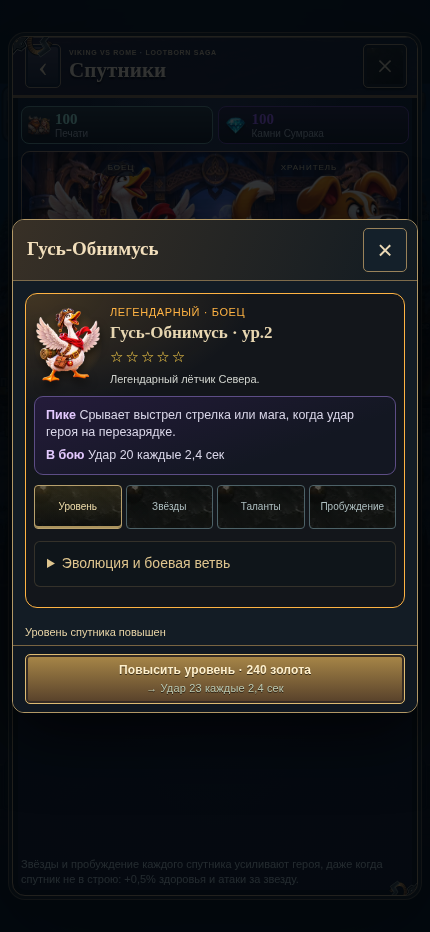 VIKING VS ROME · LOOTBORN SAGA
Спутники
100
Печати
100
Камни Сумрака
БОЕЦ
ХРАНИТЕЛЬ
Гусь-Обнимусь
ЛЕГЕНДАРНЫЙ · БОЕЦ
Гусь-Обнимусь · ур.2
☆☆☆☆☆
Легендарный лётчик Севера.
Пике Срывает выстрел стрелка или мага, когда удар
героя на перезарядке.
В бою Удар 20 каждые 2,4 сек
Уровень
Звёзды
Таланты
Пробуждение
▶ Эволюция и боевая ветвь
Уровень спутника повышен
Повысить уровень · 240 золота
→ Удар 23 каждые 2,4 сек
Звёзды и пробуждение каждого спутника усиливают героя, даже когда
спутник не в строю: +0,5% здоровья и атаки за звезду.